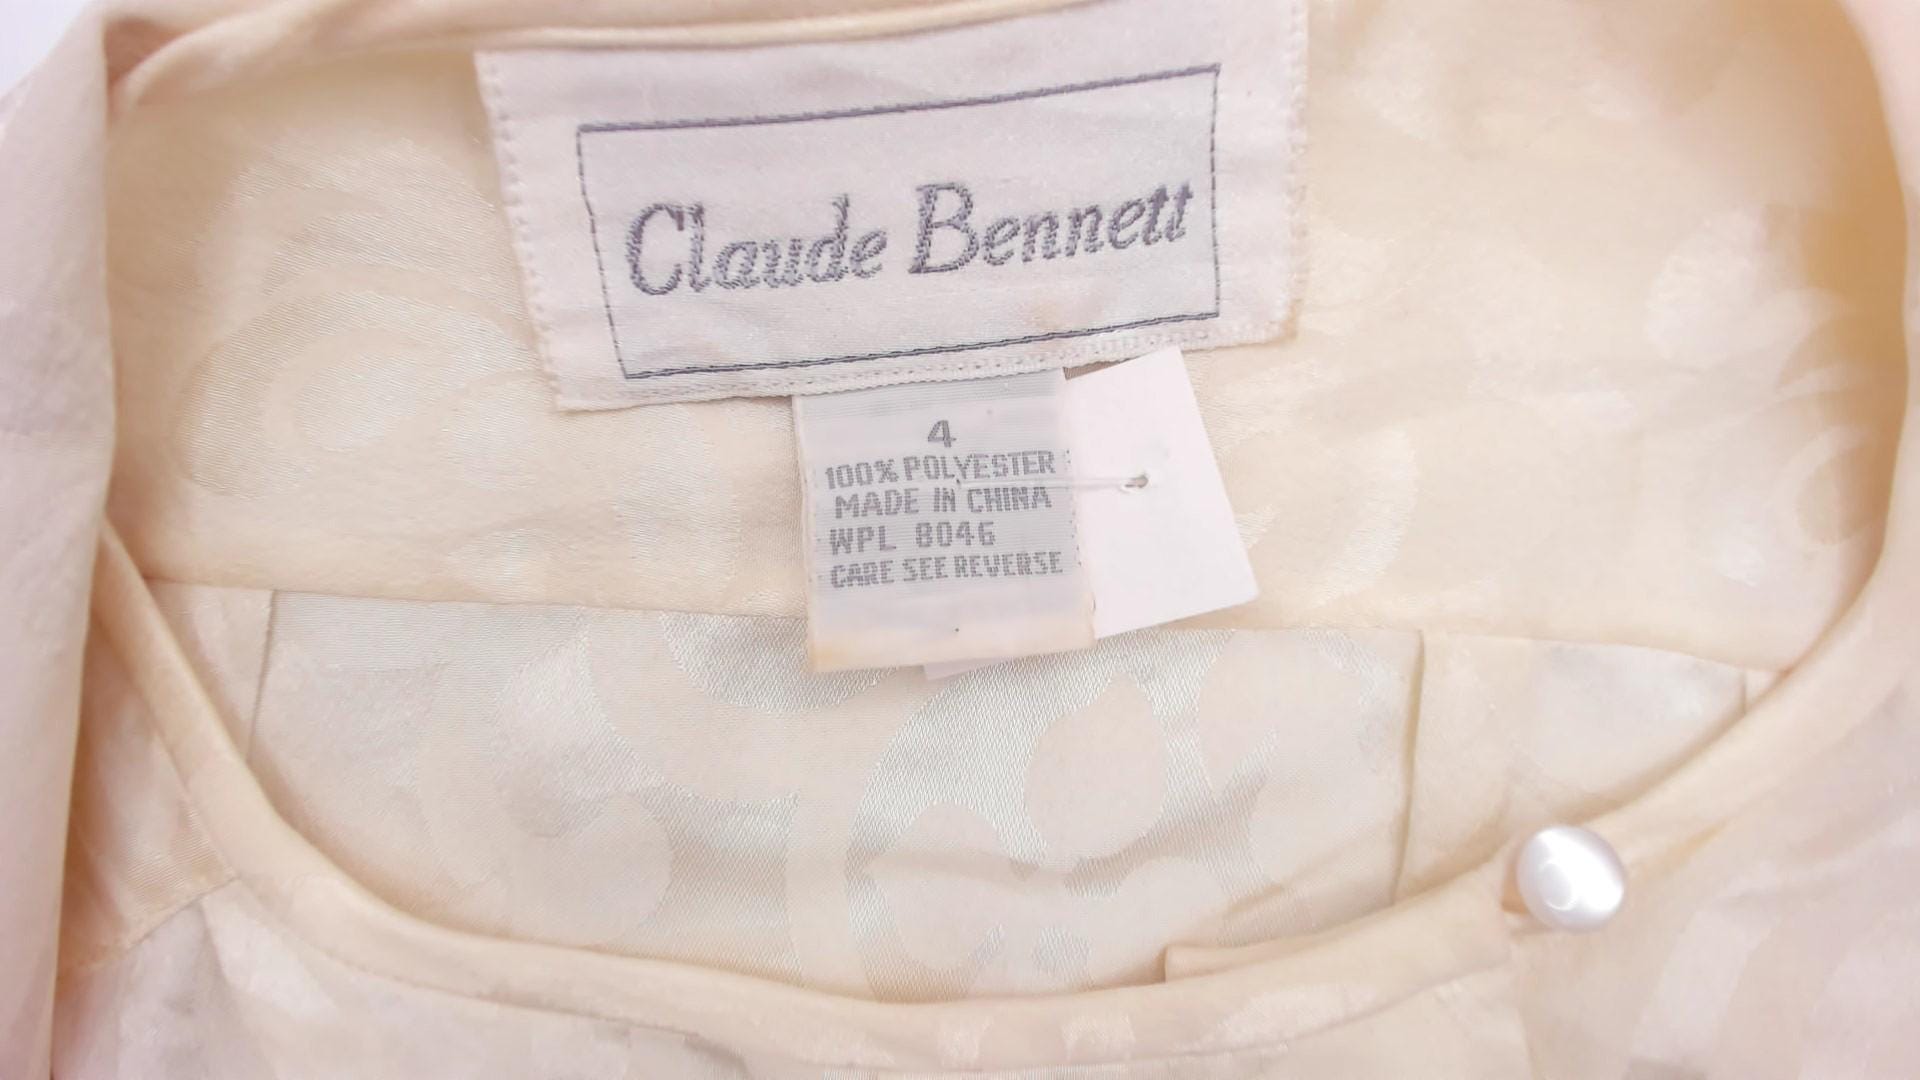 Claude Bennett
4
100% POLYESTER
MADE IN CHINA
WPL 8046
CARE SEE REVERSE